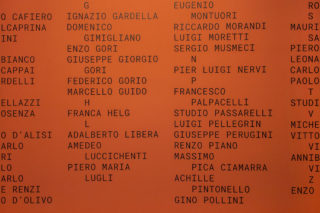 O CAFIERO
ALCAPRINA
INI
BIANCO
CAPPAI
RDELLI
ELLAZZI
OSENZA
O D'ALISI
ARLO
RI
ARLO
E RENZI
O D'OLIVO
G
IGNAZIO GARDELLA
DOMENICO
GIMIGLIANO
ENZO GORI
GIUSEPPE GIORGIO
GORI
FEDERICO GORIO
MARCELLO GUIDO
H
FRANCA HELG
L
ADALBERTO LIBERA
AMEDEO
LUCCICHENTI
PIERO MARIA
LUGLI
EUGENIO
MONTUORI
RICCARDO MORANDI
LUIGI MORETTI
SERGIO MUSMECI
N
PIER LUIGI NERVI
P
FRANCESCO
PALPACELLI
STUDIO PASSARELLI
LUIGI PELLEGRIN
GIUSEPPE PERUGINI
RENZO PIANO
MASSIMO
PICA CIAMARRA
ACHILLE
PINTONELLO
GINO POLLINI
RO
S
MAURI
SA
PIERO
LEONA
CARLO
PAOLO
T
STUDI
V
MICHE
VITTO
VI
ANNIB
VI
Z
ENZO